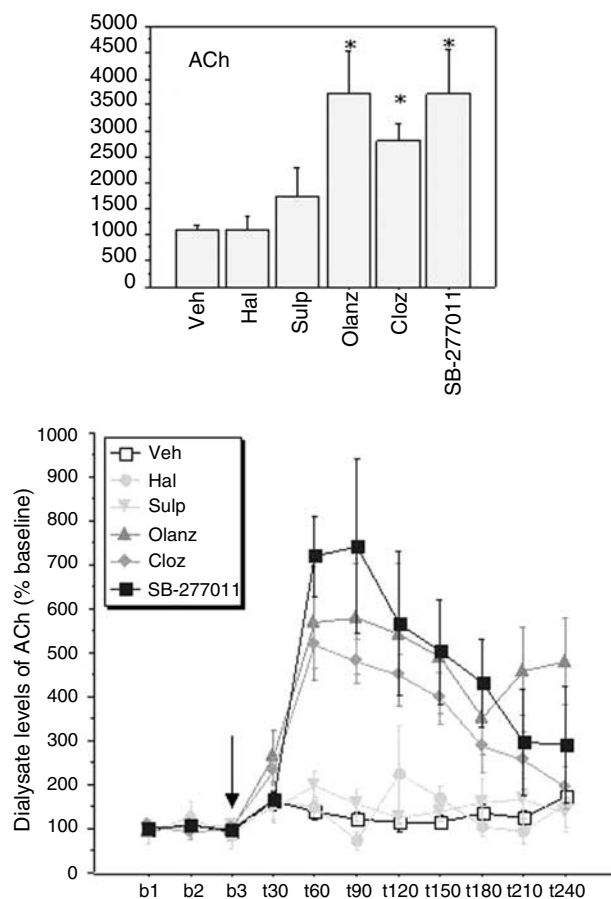 5000
4500
4000
3500
3000
2500
2000
1500
1000
500
0
ACh
*
*
*
Veh
Hal
Sulp
Olanz
Cloz
SB-277011
Dialysate levels of ACh (% baseline)
1000
900
800
700
600
500
400
300
200
100
0
Veh
Hal
Sulp
Olanz
Cloz
SB-277011
b1 b2 b3 t30 t60 t90 t120 t150 t180 t210 t240